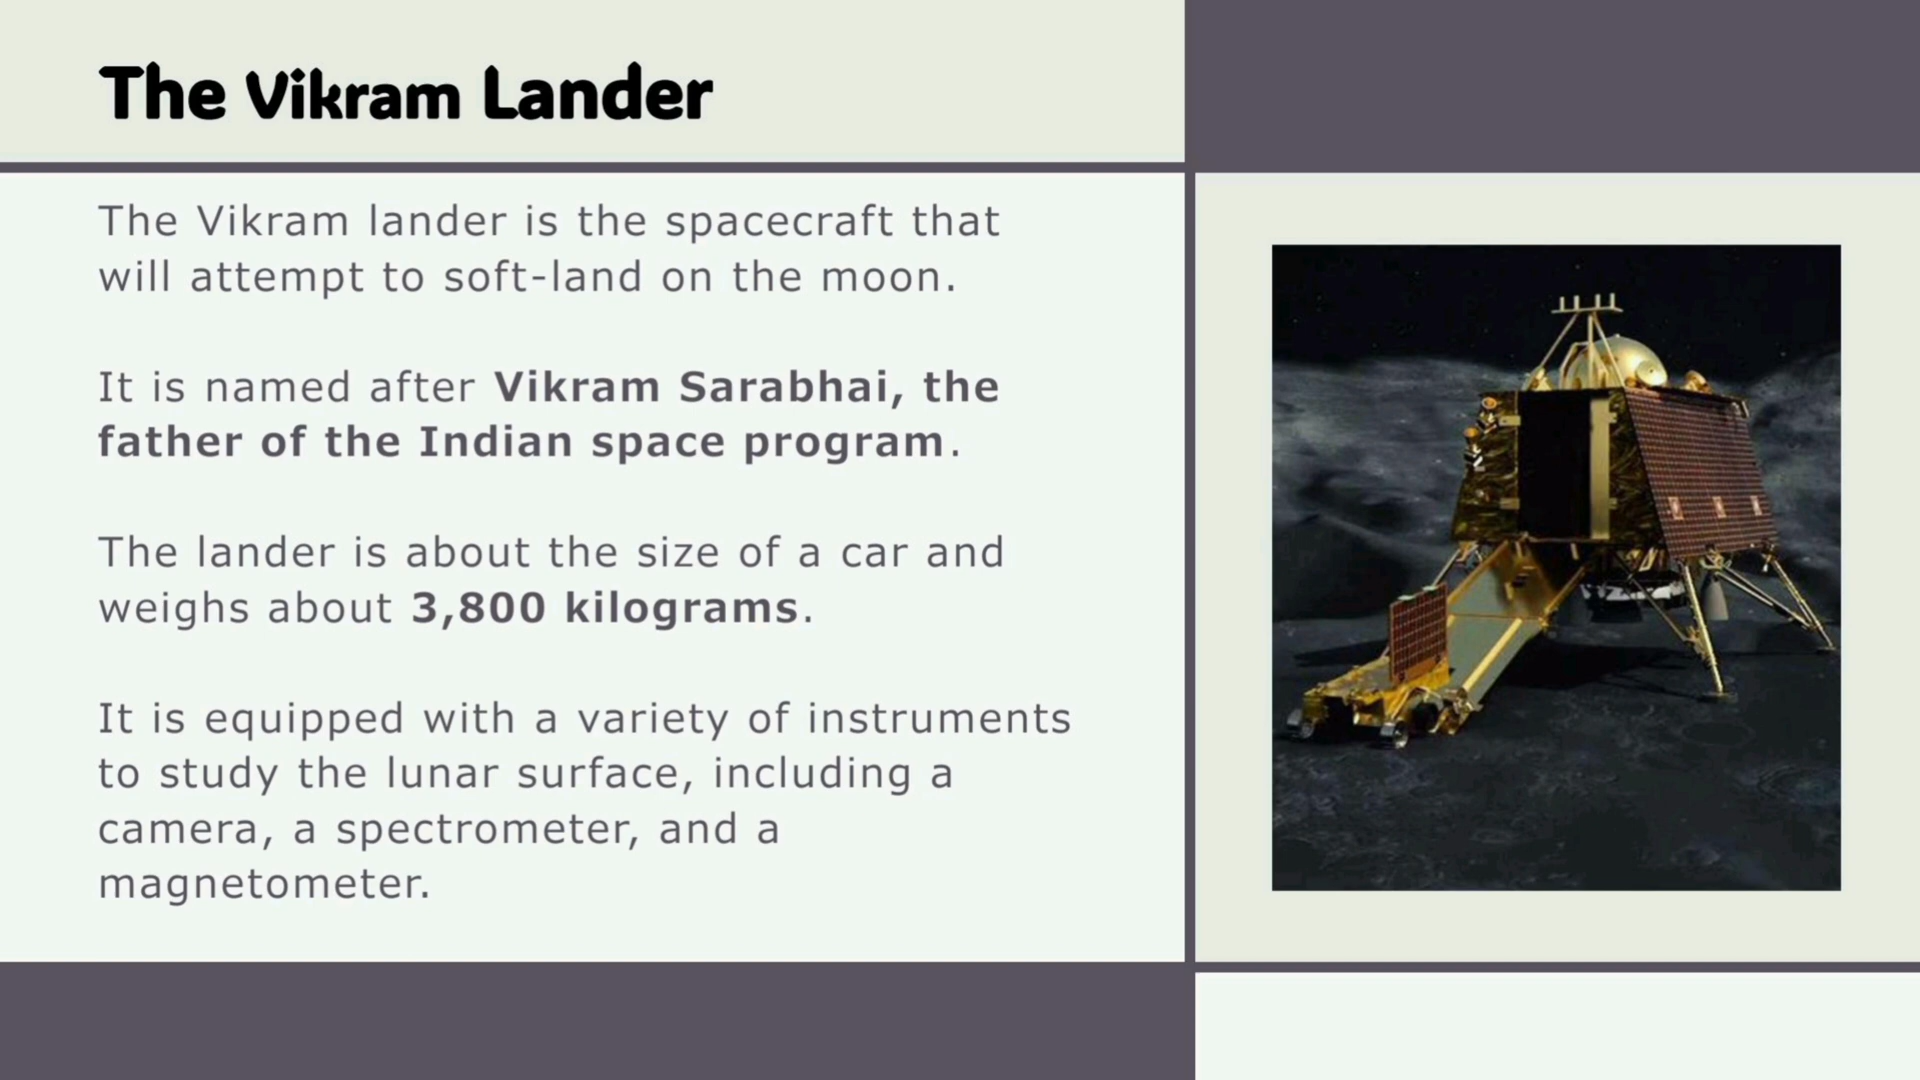 The Vikram Lander
The Vikram lander is the spacecraft that
will attempt to soft-land on the moon.
It is named after Vikram Sarabhai, the
father of the Indian space program.
The lander is about the size of a car and
weighs about 3,800 kilograms.
It is equipped with a variety of instruments
to study the lunar surface, including a
camera, a spectrometer, and a
magnetometer.